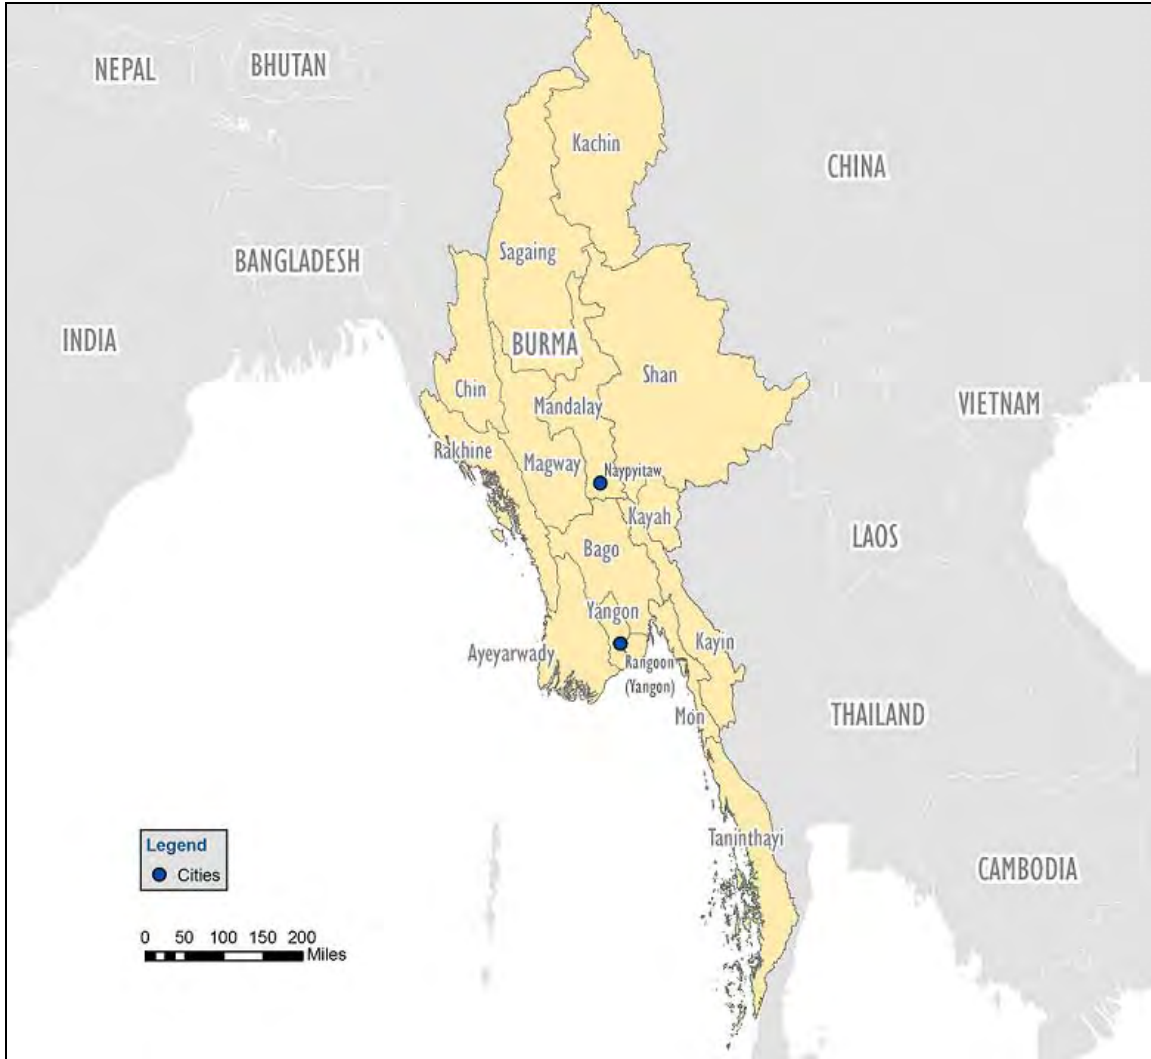 NEPAL
BHUTAN
Kachin
CHINA
Sagaing
BANGLADESH
INDIA
BURMA
Shan
Chin
Mandalay
VIETNAM
Rakhine
Magway
Naypyitaw
Kayah
LAOS
Bago
Yangon
Kayin
Ayeyarwady
Rangoon
(Yangon)
Mon
THAILAND
Taninthayi
Legend
Cities
CAMBODIA
0 50 100 150 200
Miles